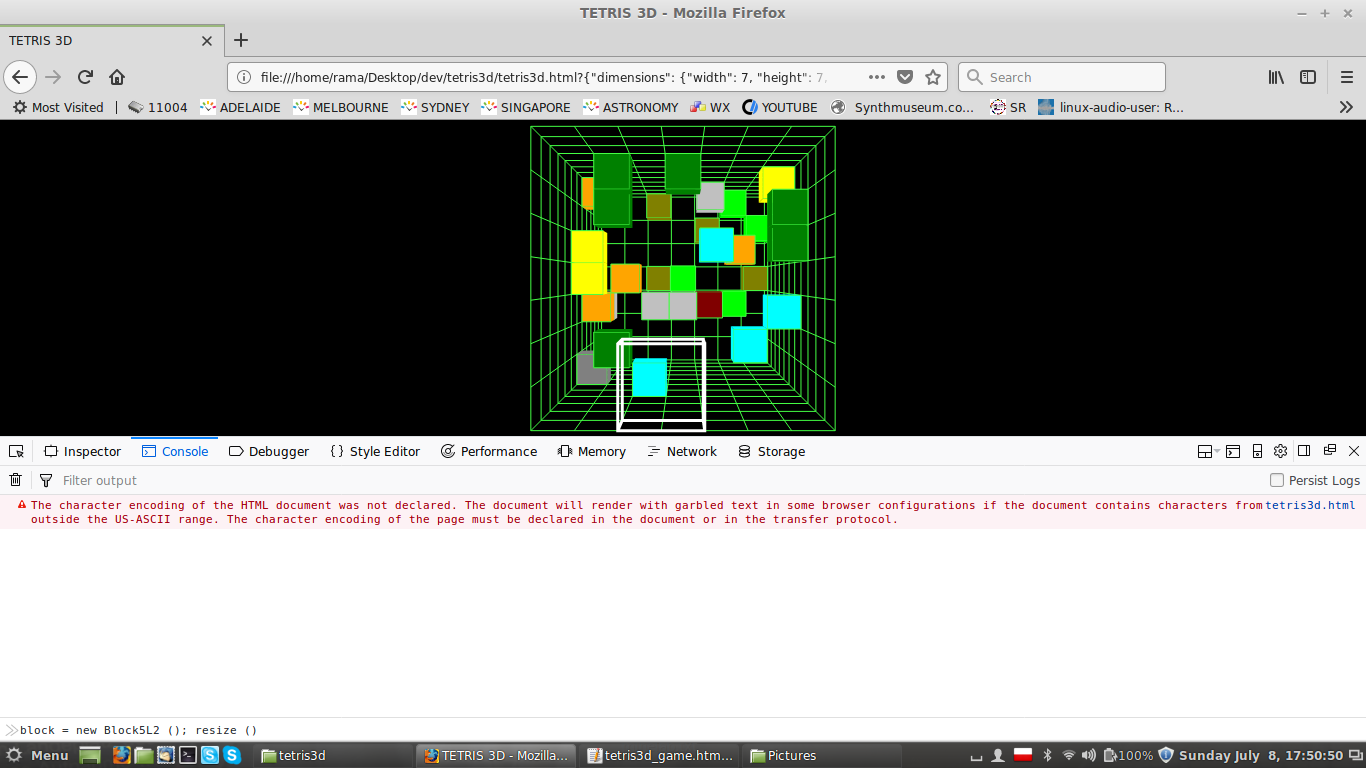 TETRIS 3D - Mozilla Firefox
TETRIS 3D
file:///home/rama/Desktop/dev/tetris3d/tetris3d.html?{"dimensions": {"width": 7, "height": 7,
Search
Most Visited 11004 ADELAIDE MELBOURNE SYDNEY SINGAPORE ASTRONOMY WX YOUTUBE Synthmuseum.co... SR linux-audio-user: R...
Inspector Console Debugger Style Editor Performance Memory Network Storage
Filter output Persist Logs
The character encoding of the HTML document was not declared. The document will render with garbled text in some browser configurations if the document contains characters from tetris3d.html
outside the US-ASCII range. The character encoding of the page must be declared in the document or in the transfer protocol.
block = new Block5L2 (); resize ()
Menu tetris3d TETRIS 3D - Mozilla... tetris3d_game.htm... Pictures 100% Sunday July 8, 17:50:50